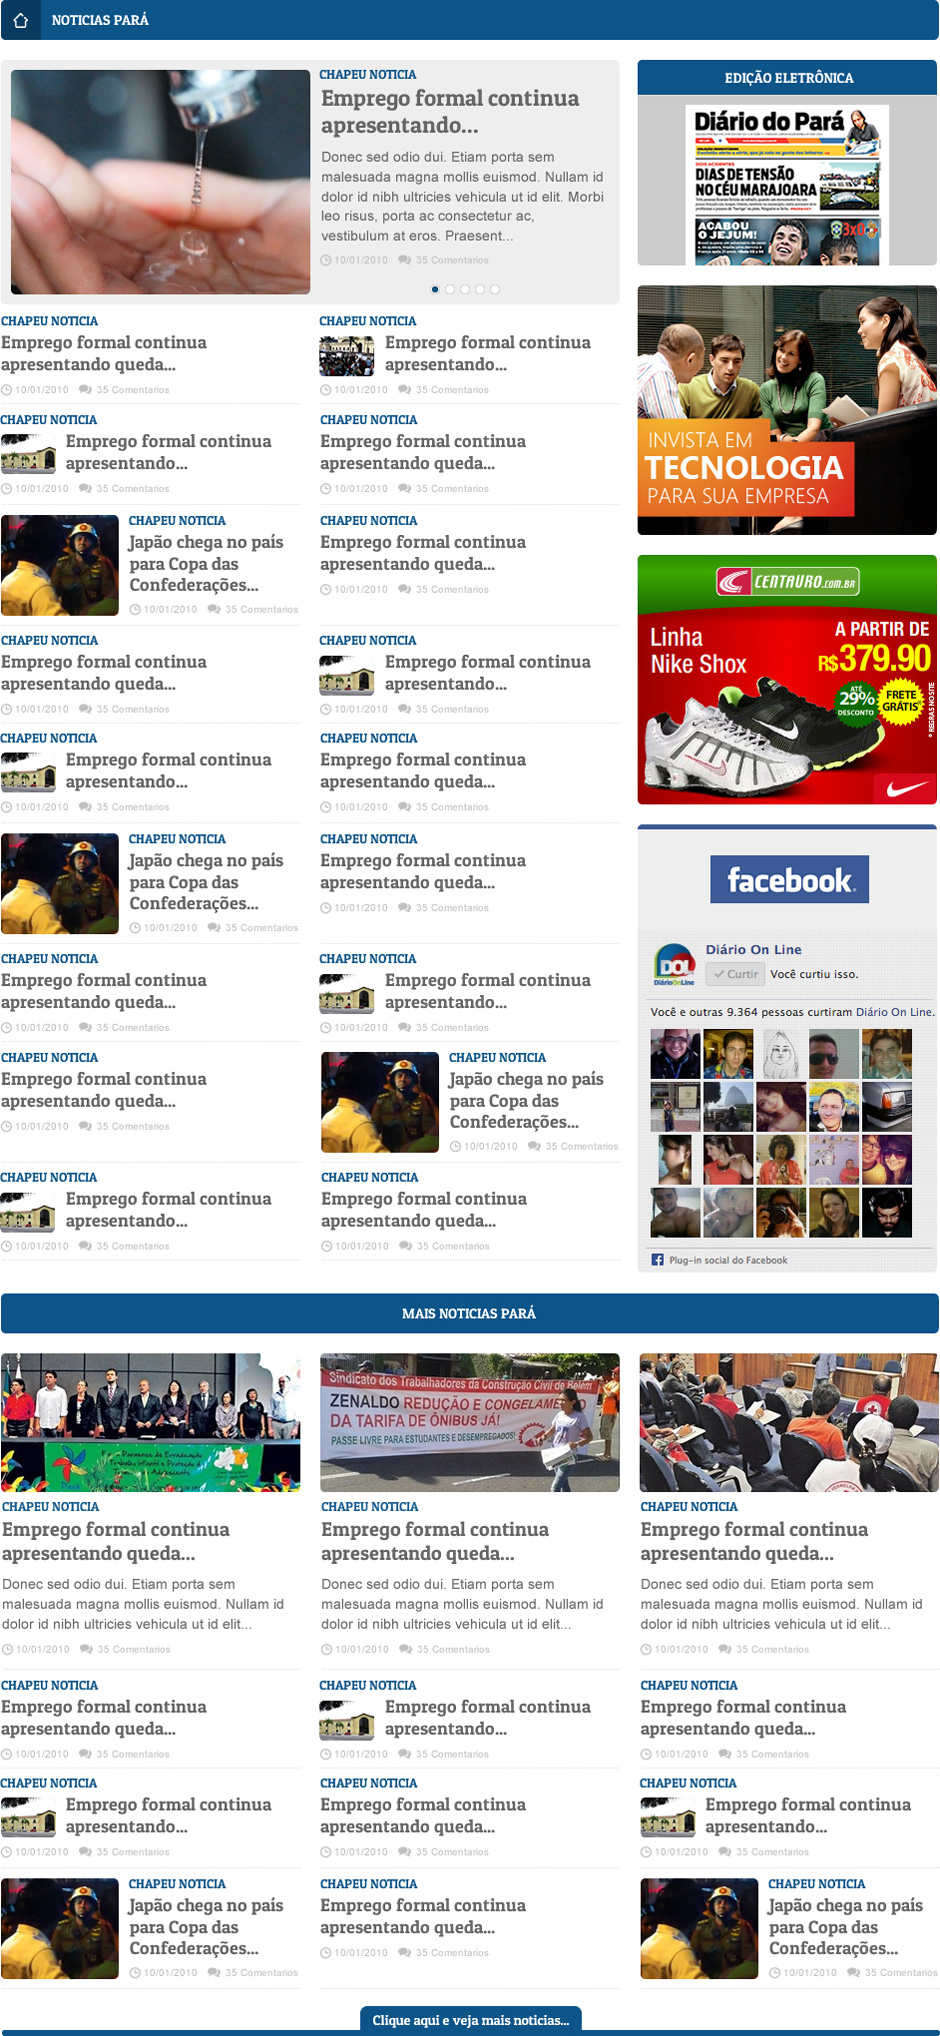 NOTICIAS PARÁ
CHAPEU NOTICIA
Emprego formal continua
apresentando...
Donec sed odio dui. Etiam porta sem
malesuada magna mollis euismod. Nullam id
dolor id nibh ultricies vehicula ut id elit. Morbi
leo risus, porta ac consectetur ac,
vestibulum at eros. Praesent...
10/01/2010 35 Comentarios
CHAPEU NOTICIA
Emprego formal continua
apresentando queda...
10/01/2010 35 Comentarios
CHAPEU NOTICIA
Emprego formal continua
apresentando...
10/01/2010 35 Comentarios
CHAPEU NOTICIA
Emprego formal continua
apresentando...
10/01/2010 35 Comentarios
CHAPEU NOTICIA
Emprego formal continua
apresentando queda...
10/01/2010 35 Comentarios
CHAPEU NOTICIA
Japão chega no país
para Copa das
Confederações...
10/01/2010 35 Comentarios
CHAPEU NOTICIA
Emprego formal continua
apresentando queda...
10/01/2010 35 Comentarios
CHAPEU NOTICIA
Emprego formal continua
apresentando queda...
10/01/2010 35 Comentarios
CHAPEU NOTICIA
Emprego formal continua
apresentando...
10/01/2010 35 Comentarios
CHAPEU NOTICIA
Emprego formal continua
apresentando...
10/01/2010 35 Comentarios
CHAPEU NOTICIA
Emprego formal continua
apresentando queda...
10/01/2010 35 Comentarios
CHAPEU NOTICIA
Japão chega no país
para Copa das
Confederações...
10/01/2010 35 Comentarios
CHAPEU NOTICIA
Emprego formal continua
apresentando queda...
10/01/2010 35 Comentarios
CHAPEU NOTICIA
Emprego formal continua
apresentando queda...
10/01/2010 35 Comentarios
CHAPEU NOTICIA
Emprego formal continua
apresentando...
10/01/2010 35 Comentarios
CHAPEU NOTICIA
Emprego formal continua
apresentando queda...
10/01/2010 35 Comentarios
CHAPEU NOTICIA
Japão chega no país
para Copa das
Confederações...
10/01/2010 35 Comentarios
CHAPEU NOTICIA
Emprego formal continua
apresentando...
10/01/2010 35 Comentarios
CHAPEU NOTICIA
Emprego formal continua
apresentando queda...
10/01/2010 35 Comentarios
EDIÇÃO ELETRÔNICA
Diário do Pará
DOIS ACIDENTES
DIAS DE TENSÃO
NO CÉU MARAJOARA
ACABOU
O JEJUM!
3x0
INVISTA EM
TECNOLOGIA
PARA SUA EMPRESA
CENTAURO.COM.BR
Linha
Nike Shox
A PARTIR DE
R$379.90
ATÉ
29%
DESCONTO
FRETE
GRÁTIS*
* REGRAS NO SITE
facebook
DOL
DiárioOnLine
Diário On Line
Curtir Você curtiu isso.
Você e outras 9.364 pessoas curtiram Diário On Line.
Plug-in social do Facebook
MAIS NOTICIAS PARÁ
Sindicato dos Trabalhadores da Construção Civil de Belém
ZENALDO REDUÇÃO E CONGELAMENTO
DA TARIFA DE ÔNIBUS JÁ!
PASSE LIVRE PARA ESTUDANTES E DESEMPREGADOS!
CHAPEU NOTICIA
Emprego formal continua
apresentando queda...
Donec sed odio dui. Etiam porta sem
malesuada magna mollis euismod. Nullam id
dolor id nibh ultricies vehicula ut id elit...
10/01/2010 35 Comentarios
CHAPEU NOTICIA
Emprego formal continua
apresentando queda...
Donec sed odio dui. Etiam porta sem
malesuada magna mollis euismod. Nullam id
dolor id nibh ultricies vehicula ut id elit...
10/01/2010 35 Comentarios
CHAPEU NOTICIA
Emprego formal continua
apresentando queda...
Donec sed odio dui. Etiam porta sem
malesuada magna mollis euismod. Nullam id
dolor id nibh ultricies vehicula ut id elit...
10/01/2010 35 Comentarios
CHAPEU NOTICIA
Emprego formal continua
apresentando queda...
10/01/2010 35 Comentarios
CHAPEU NOTICIA
Emprego formal continua
apresentando...
10/01/2010 35 Comentarios
CHAPEU NOTICIA
Emprego formal continua
apresentando queda...
10/01/2010 35 Comentarios
CHAPEU NOTICIA
Emprego formal continua
apresentando...
10/01/2010 35 Comentarios
CHAPEU NOTICIA
Emprego formal continua
apresentando queda...
10/01/2010 35 Comentarios
CHAPEU NOTICIA
Emprego formal continua
apresentando...
10/01/2010 35 Comentarios
CHAPEU NOTICIA
Japão chega no país
para Copa das
Confederações...
10/01/2010 35 Comentarios
CHAPEU NOTICIA
Emprego formal continua
apresentando queda...
10/01/2010 35 Comentarios
CHAPEU NOTICIA
Japão chega no país
para Copa das
Confederações...
10/01/2010 35 Comentarios
Clique aqui e veja mais noticias...